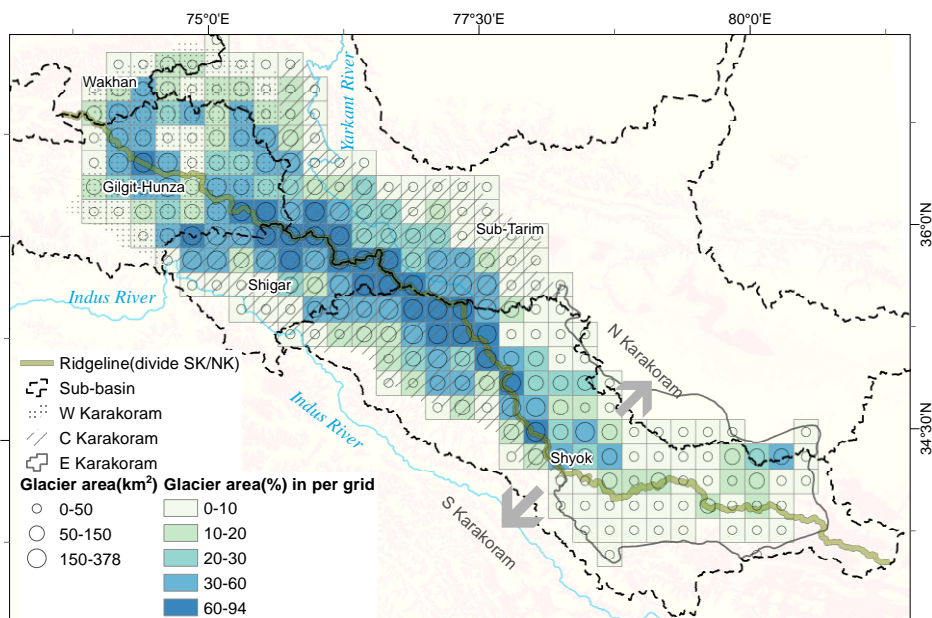 75°0'E
77°30'E
80°0'E
Wakhan
Yarkant River
Gilgit-Hunza
Sub-Tarim
36°0'N
Shigar
Indus River
N Karakoram
Ridgeline(divide SK/NK)
Sub-basin
W Karakoram
C Karakoram
E Karakoram
Indus River
34°30'N
Shyok
S Karakoram
Glacier area(km²)
0-50
50-150
150-378
Glacier area(%) in per grid
0-10
10-20
20-30
30-60
60-94